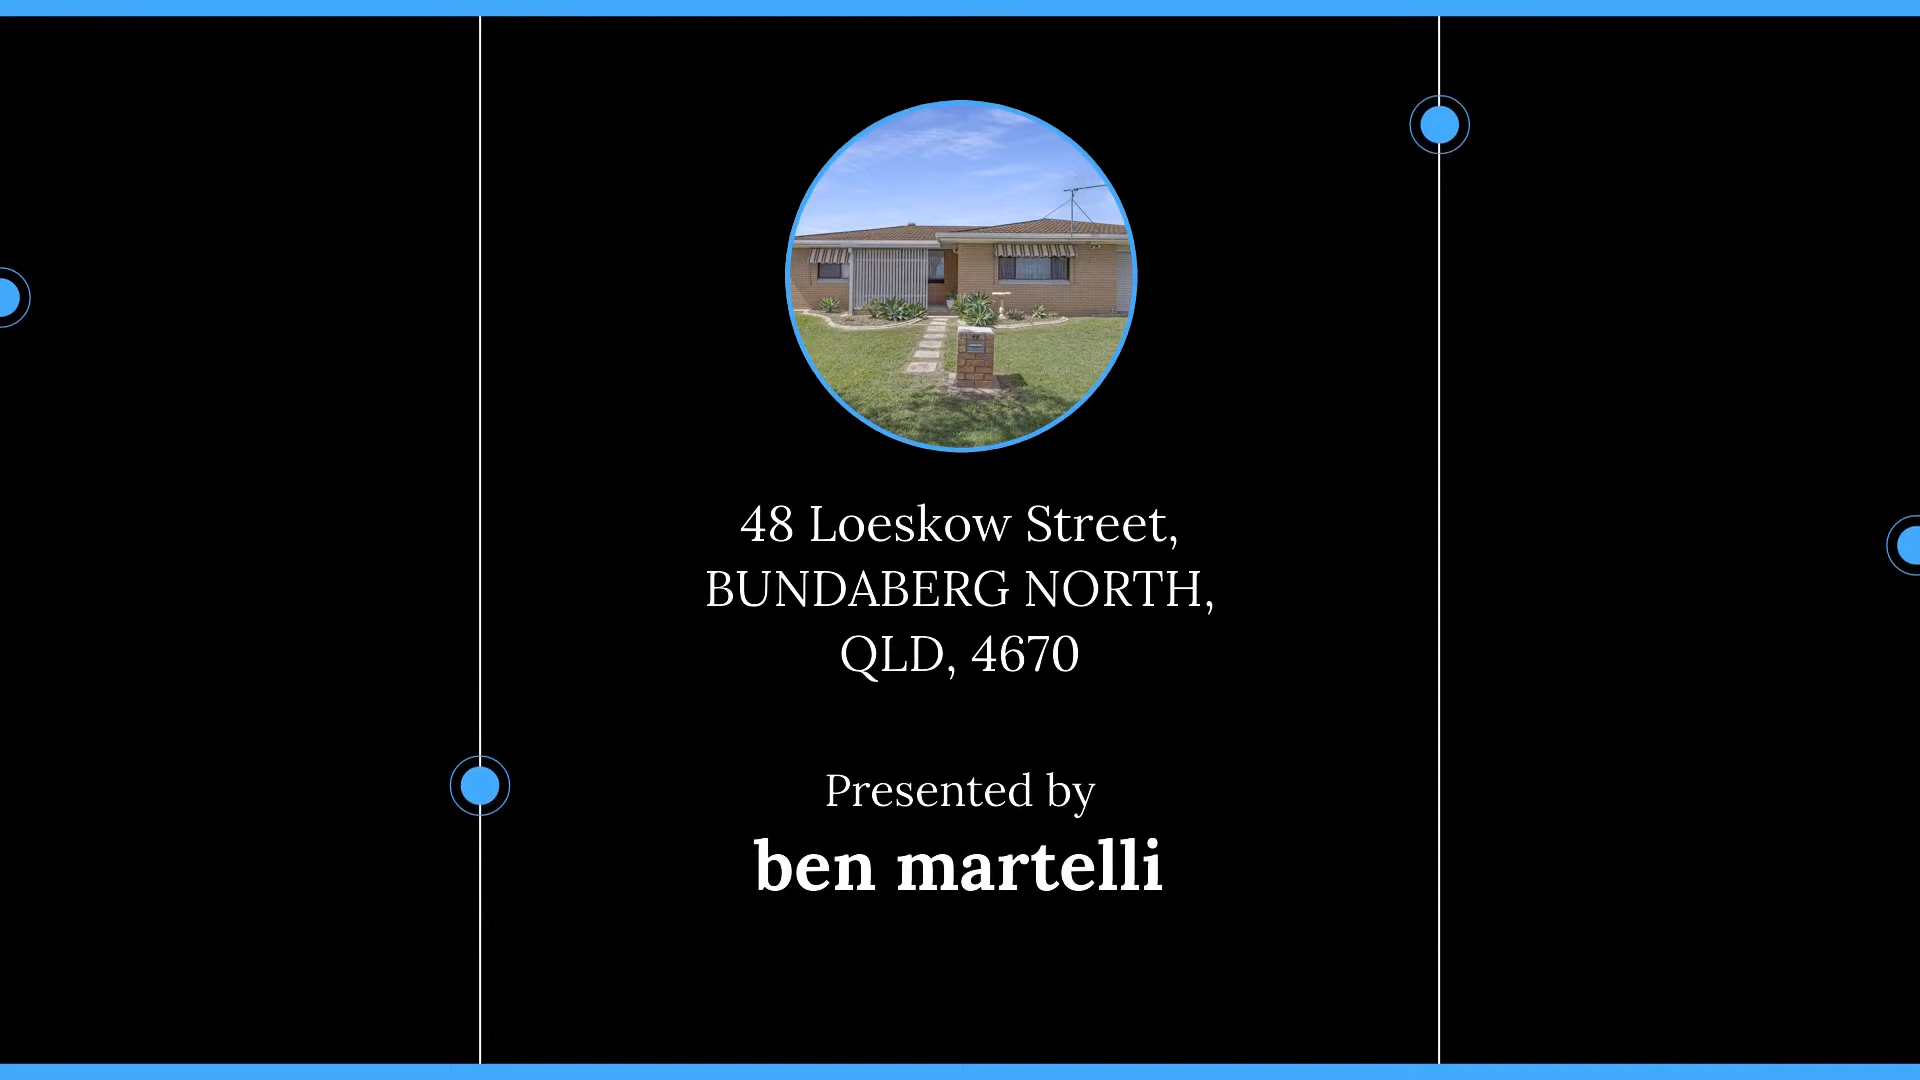 48 Loeskow Street,
BUNDABERG NORTH,
QLD, 4670
Presented by
ben martelli